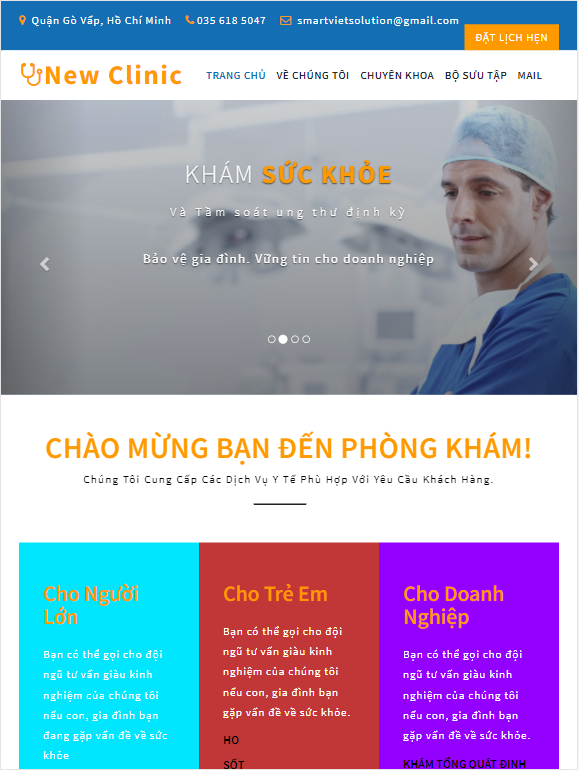 Quận Gò Vấp, Hồ Chí Minh 035 618 5047 smartvietsolution@gmail.com
ĐẶT LỊCH HẸN
New Clinic TRANG CHỦ VỀ CHÚNG TÔI CHUYÊN KHOA BỘ SƯU TẬP MAIL
KHÁM SỨC KHỎE
Và Tầm soát ung thư định kỳ
Bảo vệ gia đình. Vững tin cho doanh nghiệp
CHÀO MỪNG BẠN ĐẾN PHÒNG KHÁM!
Chúng Tôi Cung Cấp Các Dịch Vụ Y Tế Phù Hợp Với Yêu Cầu Khách Hàng.
Cho Người
Lớn
Bạn có thể gọi cho đội
ngũ tư vấn giàu kinh
nghiệm của chúng tôi
nếu con, gia đình bạn
đang gặp vấn đề về sức
khỏe
Cho Trẻ Em
Bạn có thể gọi cho đội
ngũ tư vấn giàu kinh
nghiệm của chúng tôi
nếu con, gia đình bạn
gặp vấn đề về sức khỏe.
HO
SỐT
Cho Doanh
Nghiệp
Bạn có thể gọi cho đội
ngũ tư vấn giàu kinh
nghiệm của chúng tôi
nếu con, gia đình bạn
gặp vấn đề về sức khỏe.
KHÁM TỔNG QUÁT ĐỊNH